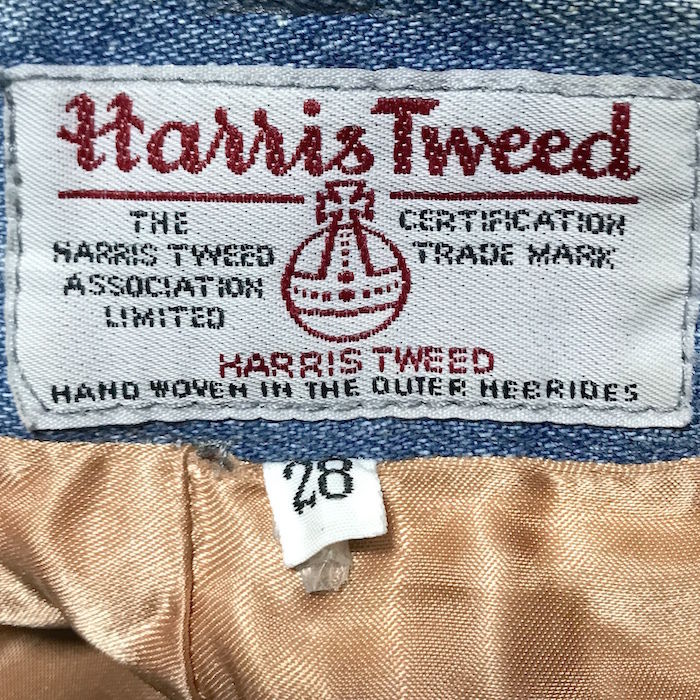 Harris Tweed
THE
HARRIS TWEED
ASSOCIATION
LIMITED
CERTIFICATION
TRADE MARK
HARRIS TWEED
HAND WOVEN IN THE OUTER HEBRIDES
28